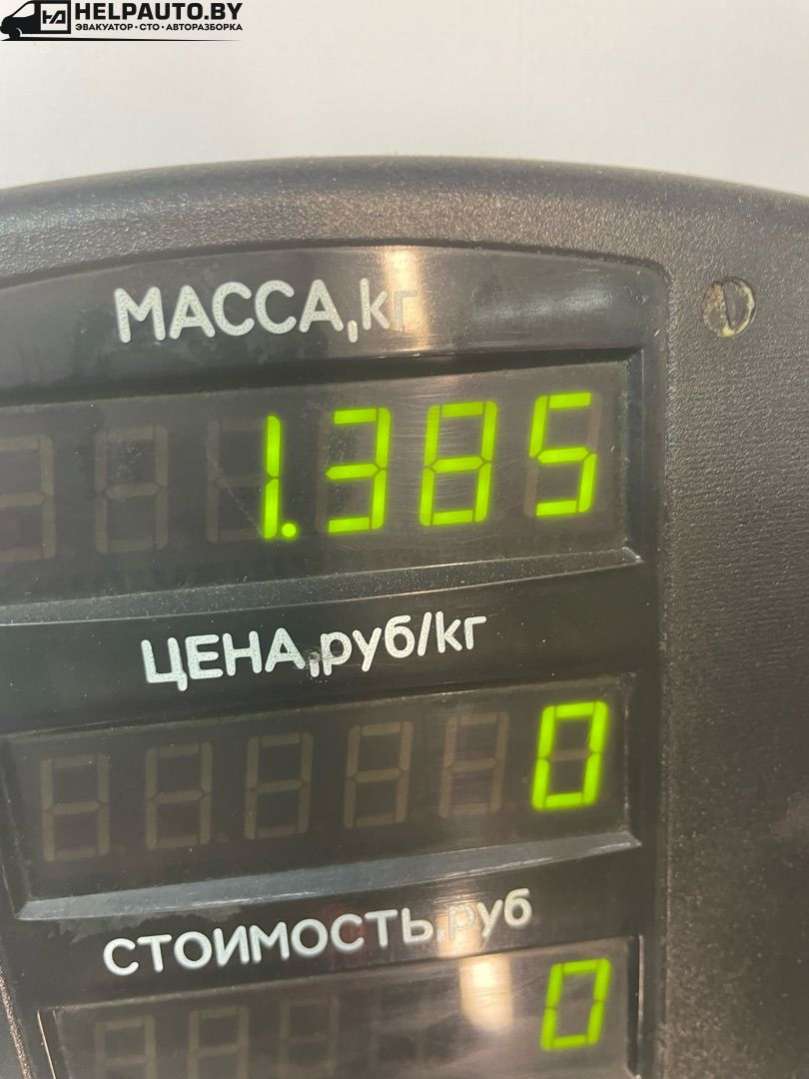 HELPAUTO.BY
ЭВАКУАТОР·СТО·АВТОРАЗБОРКА
МАССА,кг
1.385
ЦЕНА,руб/кг
0
СТОИМОСТЬ,руб
0